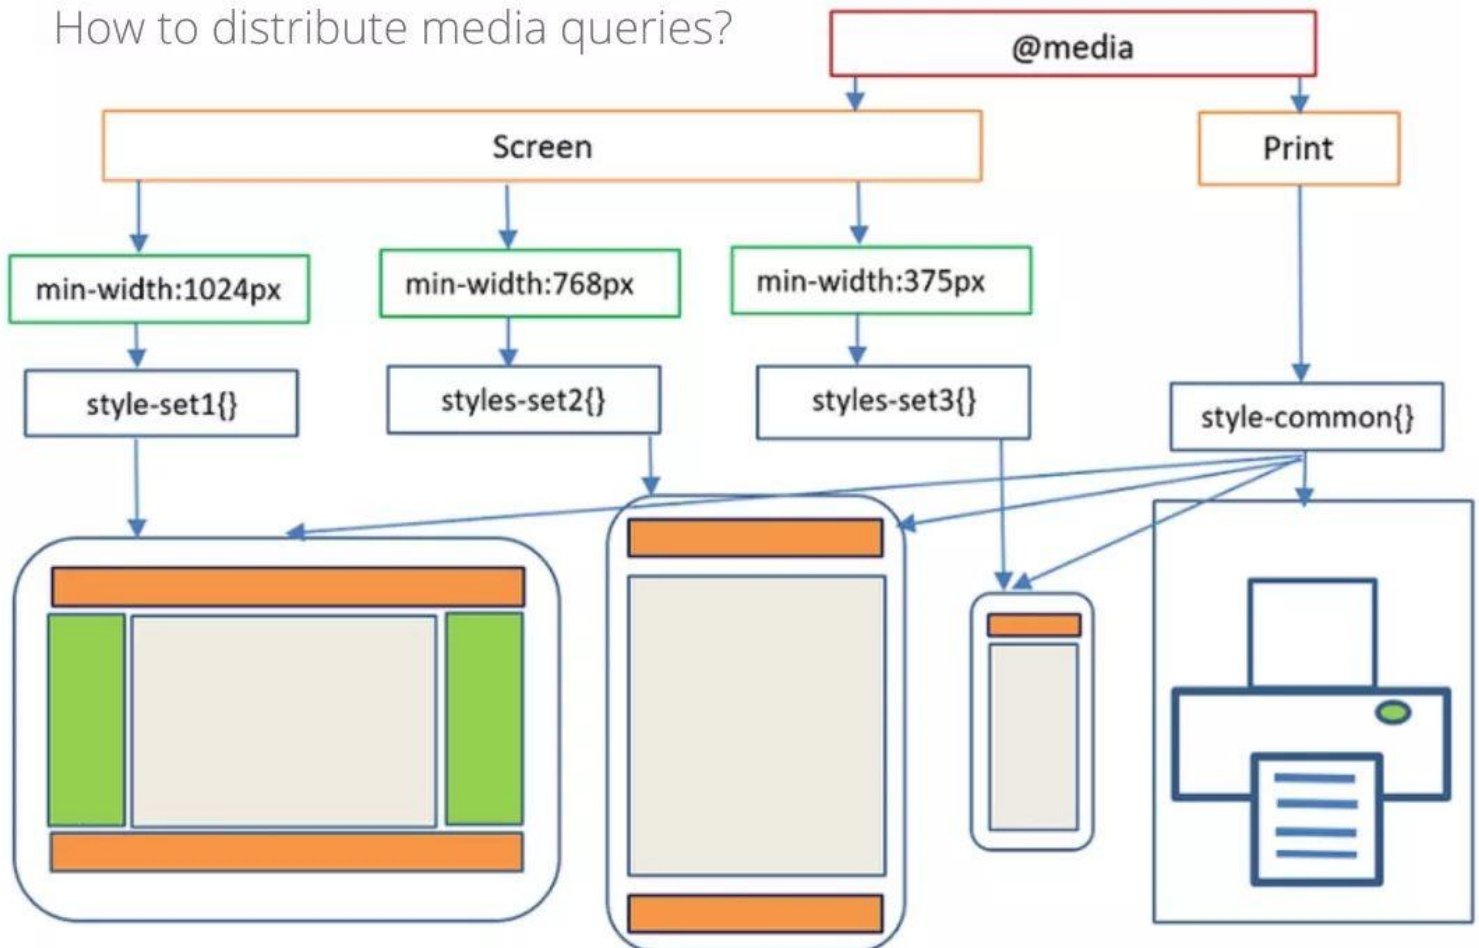 How to distribute media queries?
@media
Screen
Print
min-width:1024px
min-width:768px
min-width:375px
style-set1{}
styles-set2{}
styles-set3{}
style-common{}